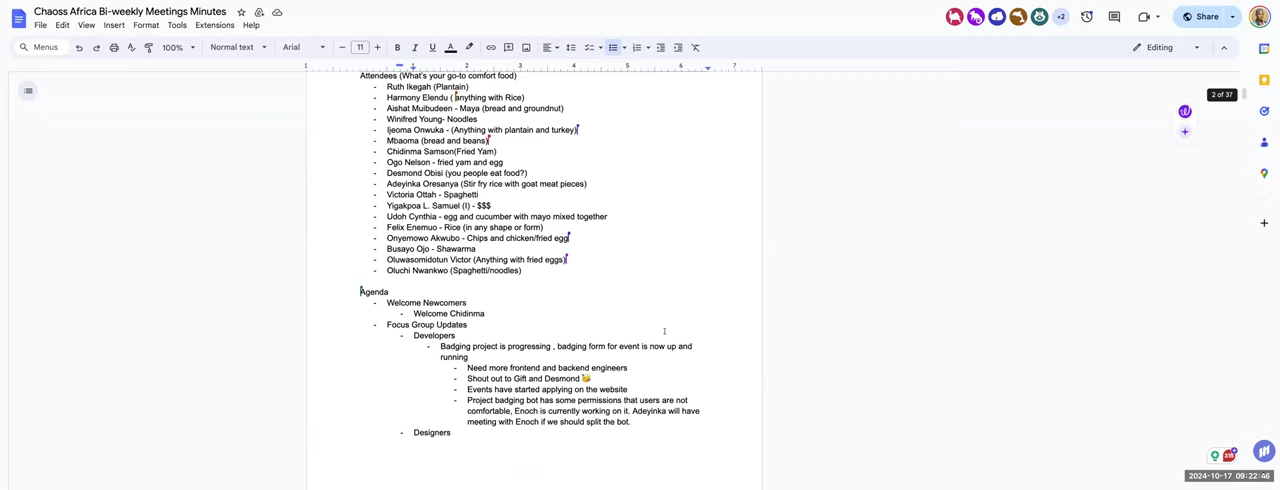 Chaoss Africa Bi-weekly Meetings Minutes
File Edit View Insert Format Tools Extensions Help
+2
Share
Menus
100%
Normal text
Arial
11
Editing
1 1 2 3 4 5 6 7
2 of 37
Attendees (What's your go-to comfort food)
- Ruth Ikegah (Plantain)
- Harmony Elendu ( anything with Rice)
- Aishat Muibudeen - Maya (bread and groundnut)
- Winifred Young- Noodles
- Ijeoma Onwuka - (Anything with plantain and turkey)
- Mbaoma (bread and beans)
- Chidinma Samson(Fried Yam)
- Ogo Nelson - fried yam and egg
- Desmond Obisi (you people eat food?)
- Adeyinka Oresanya (Stir fry rice with goat meat pieces)
- Victoria Ottah - Spaghetti
- Yigakpoa L. Samuel (I) - $$$
- Udoh Cynthia - egg and cucumber with mayo mixed together
- Felix Enemuo - Rice (in any shape or form)
- Onyemowo Akwubo - Chips and chicken/fried egg
- Busayo Ojo - Shawarma
- Oluwasomidotun Victor (Anything with fried eggs)
- Oluchi Nwankwo (Spaghetti/noodles)
Agenda
- Welcome Newcomers
- Welcome Chidinma
- Focus Group Updates
- Developers
- Badging project is progressing , badging form for event is now up and
running
- Need more frontend and backend engineers
- Shout out to Gift and Desmond 🥳
- Events have started applying on the website
- Project badging bot has some permissions that users are not
comfortable, Enoch is currently working on it. Adeyinka will have
meeting with Enoch if we should split the bot.
- Designers
2024-10-17 09:22:46